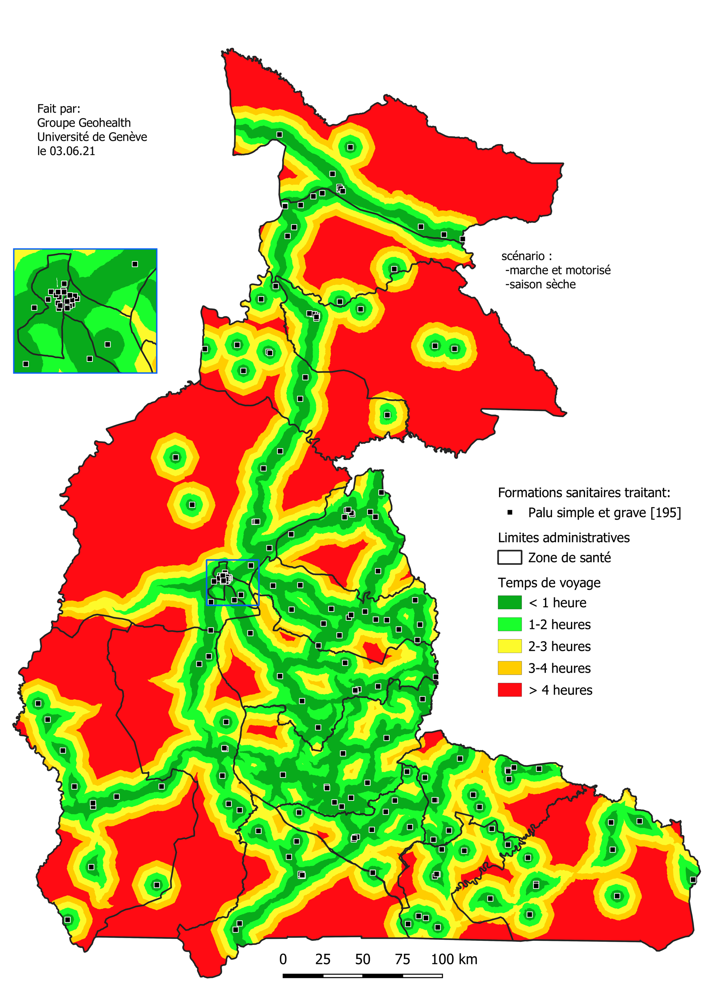 Fait par:
Groupe Geohealth
Université de Genève
le 03.06.21
scénario :
-marche et motorisé
-saison sèche
Formations sanitaires traitant:
Palu simple et grave [195]
Limites administratives
Zone de santé
Temps de voyage
< 1 heure
1-2 heures
2-3 heures
3-4 heures
> 4 heures
0 25 50 75 100 km